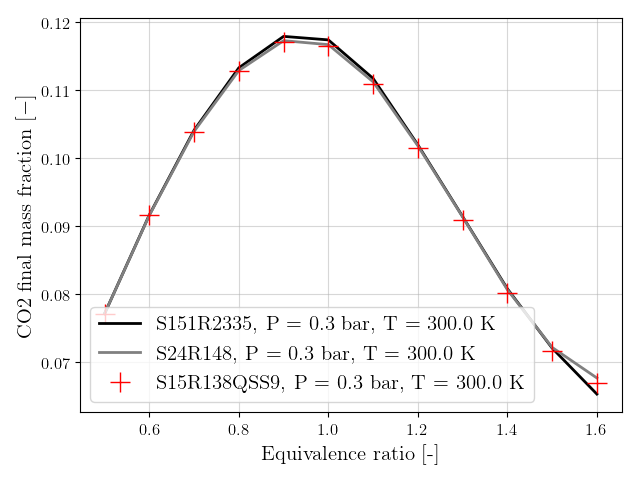 0.12
0.11
0.10
0.09
0.08
0.07
CO2 final mass fraction [−]
S151R2335, P = 0.3 bar, T = 300.0 K
S24R148, P = 0.3 bar, T = 300.0 K
S15R138QSS9, P = 0.3 bar, T = 300.0 K
0.6 0.8 1.0 1.2 1.4 1.6
Equivalence ratio [-]